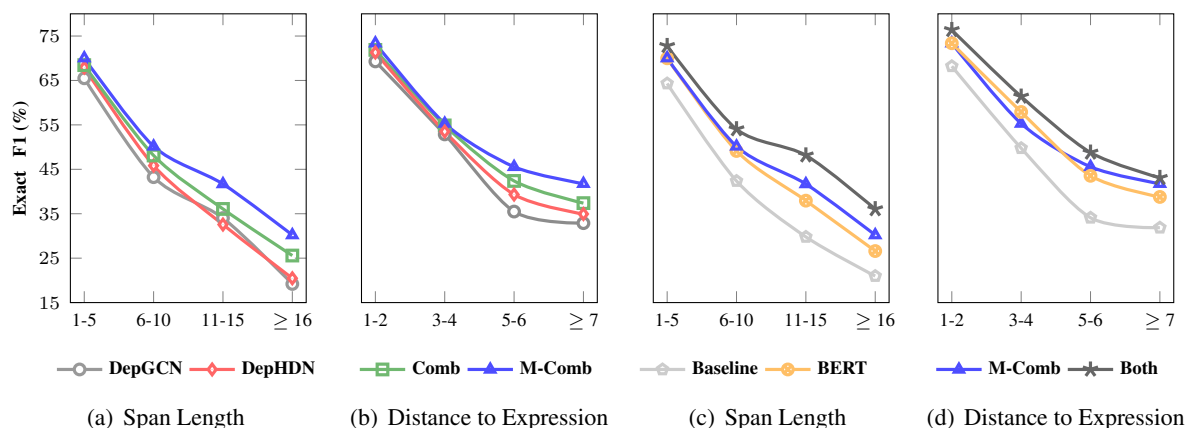 Exact F1 (%)
75
65
55
45
35
25
15
1-5 6-10 11-15 ≥ 16
1-2 3-4 5-6 ≥ 7
1-5 6-10 11-15 ≥ 16
1-2 3-4 5-6 ≥ 7
DepGCN DepHDN Comb M-Comb Baseline BERT M-Comb Both
(a) Span Length (b) Distance to Expression (c) Span Length (d) Distance to Expression